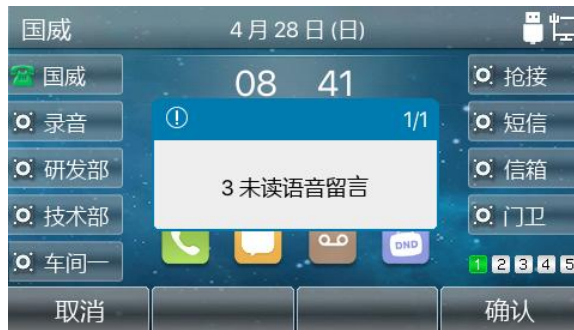 国威 4月28日(日)
国威 08 41 抢接
录音 1/1 短信
研发部 3 未读语音留言 信箱
技术部 DND 门卫
车间一 1 2 3 4 5
取消 确认